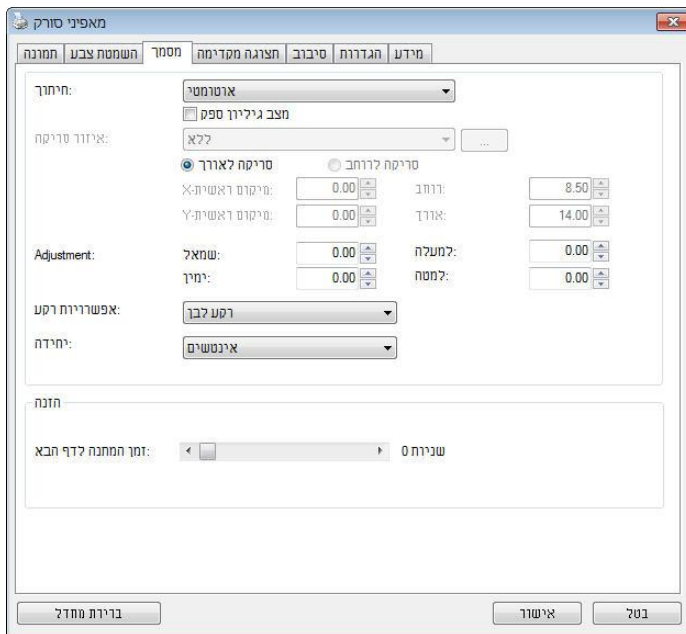 מאפיני סורק
תמונה השמטת צבע מסמך תצוגה מקדימה סיבוב הגדרות מידע
חיתוך: אוטומטי
מצב גיליון ספק
איזור סריקה: ללא ...
סריקה לאורך סריקה לרוחב
מיקום ראשית-X: 0.00 רוחב: 8.50
מיקום ראשית-Y: 0.00 אורך: 14.00
Adjustment: שמאל: 0.00 למעלה: 0.00
ימין: 0.00 למטה: 0.00
אפשרויות רקע: רקע לבן
יחידה: אינטשים
הזנה
זמן המתנה לדף הבא: 0 שניות
ברירת מחדל אישור בטל